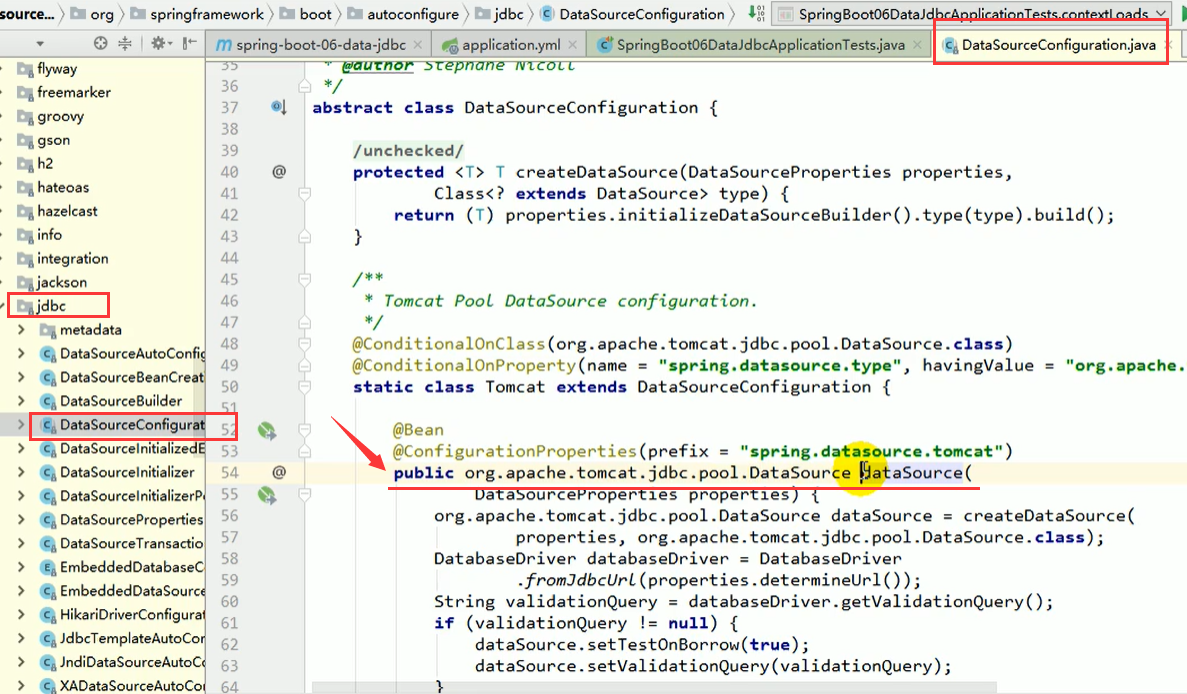 source... org springframework boot autoconfigure jdbc DataSourceConfiguration SpringBoot06DataJdbcApplicationTests.contextLoads
spring-boot-06-data-jdbc application.yml SpringBoot06DataJdbcApplicationTests.java DataSourceConfiguration.java
flyway
freemarker
groovy
gson
h2
hateoas
hazelcast
info
integration
jackson
jdbc
metadata
DataSourceAutoConfig
DataSourceBeanCreat
DataSourceBuilder
DataSourceConfigurat
DataSourceInitializedE
DataSourceInitializer
DataSourceInitializerPo
DataSourceProperties
DataSourceTransactio
EmbeddedDatabaseC
EmbeddedDataSource
HikariDriverConfigurat
JdbcTemplateAutoCor
JndiDataSourceAutoCo
XADataSourceAutoCor
35 * @author Stephane Nicoll
36 */
37 abstract class DataSourceConfiguration {
38
39 /unchecked/
40 protected <T> T createDataSource(DataSourceProperties properties,
41 Class<? extends DataSource> type) {
42 return (T) properties.initializeDataSourceBuilder().type(type).build();
43 }
44
45 /**
46 * Tomcat Pool DataSource configuration.
47 */
48 @ConditionalOnClass(org.apache.tomcat.jdbc.pool.DataSource.class)
49 @ConditionalOnProperty(name = "spring.datasource.type", havingValue = "org.apache.
50 static class Tomcat extends DataSourceConfiguration {
51
52 @Bean
53 @ConfigurationProperties(prefix = "spring.datasource.tomcat")
54 public org.apache.tomcat.jdbc.pool.DataSource dataSource(
55 DataSourceProperties properties) {
56 org.apache.tomcat.jdbc.pool.DataSource dataSource = createDataSource(
57 properties, org.apache.tomcat.jdbc.pool.DataSource.class);
58 DatabaseDriver databaseDriver = DatabaseDriver
59 .fromJdbcUrl(properties.determineUrl());
60 String validationQuery = databaseDriver.getValidationQuery();
61 if (validationQuery != null) {
62 dataSource.setTestOnBorrow(true);
63 dataSource.setValidationQuery(validationQuery);
64 }